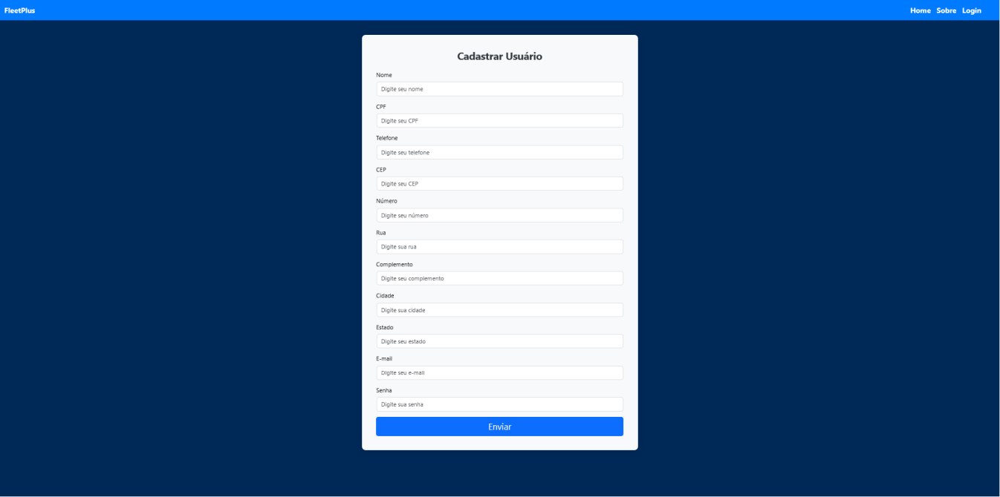 FleetPlus
Home Sobre Login
Cadastrar Usuário
Nome
Digite seu nome
CPF
Digite seu CPF
Telefone
Digite seu telefone
CEP
Digite seu CEP
Número
Digite seu número
Rua
Digite sua rua
Complemento
Digite seu complemento
Cidade
Digite sua cidade
Estado
Digite seu estado
E-mail
Digite seu e-mail
Senha
Digite sua senha
Enviar